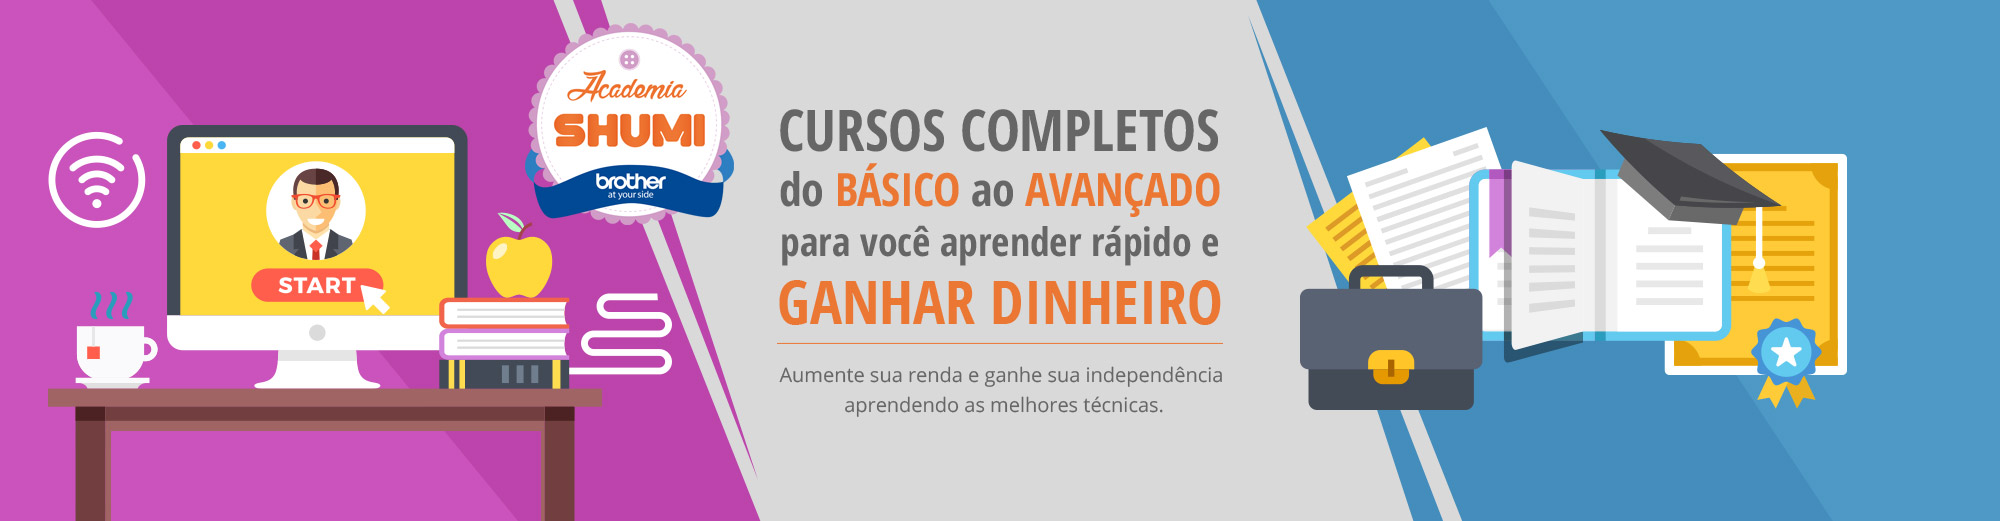 Academia
SHUMI
brother
at your side
START
CURSOS COMPLETOS
do BÁSICO ao AVANÇADO
para você aprender rápido e
GANHAR DINHEIRO
Aumente sua renda e ganhe sua independência
aprendendo as melhores técnicas.